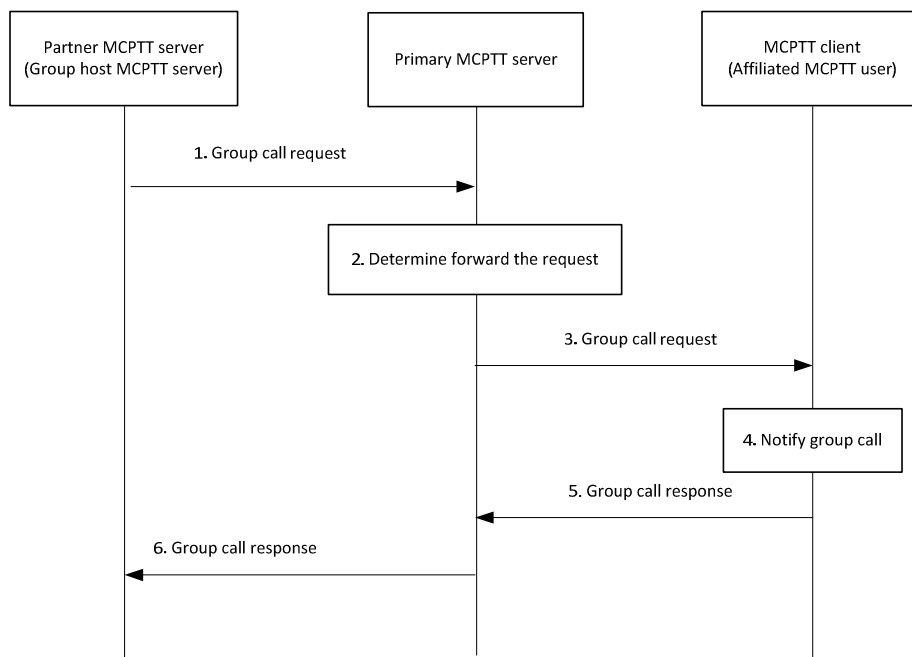 Partner MCPTT server
(Group host MCPTT server)
Primary MCPTT server
MCPTT client
(Affiliated MCPTT user)
1. Group call request
2. Determine forward the request
3. Group call request
4. Notify group call
5. Group call response
6. Group call response